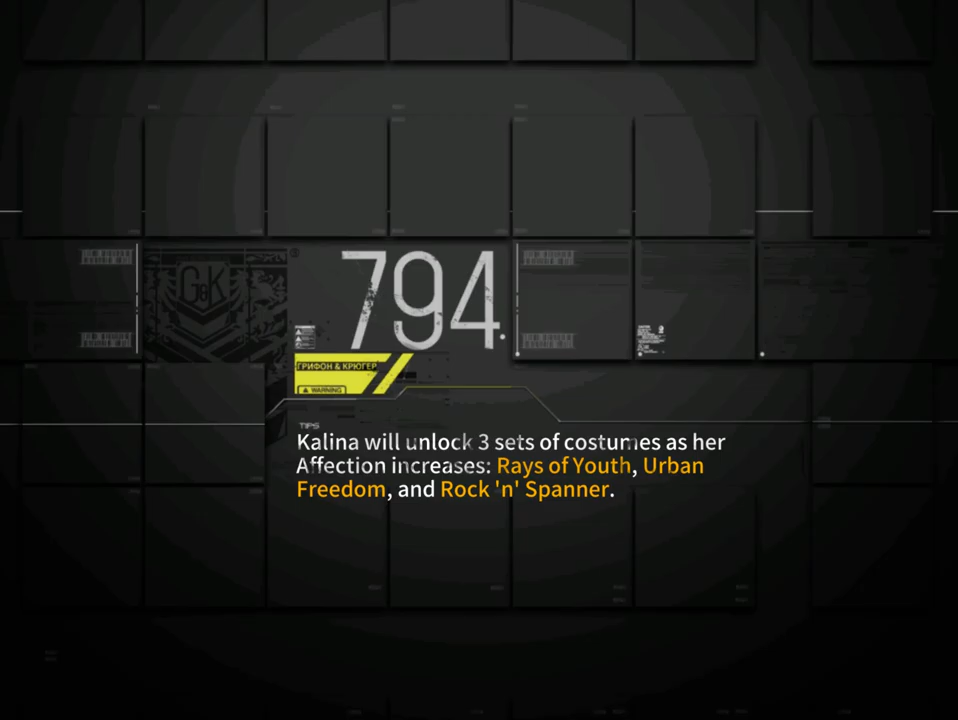 G&K
794.
ГРИФОН & КРЮГЕР
WARNING
TIPS
Kalina will unlock 3 sets of costumes as her
Affection increases: Rays of Youth, Urban
Freedom, and Rock 'n' Spanner.